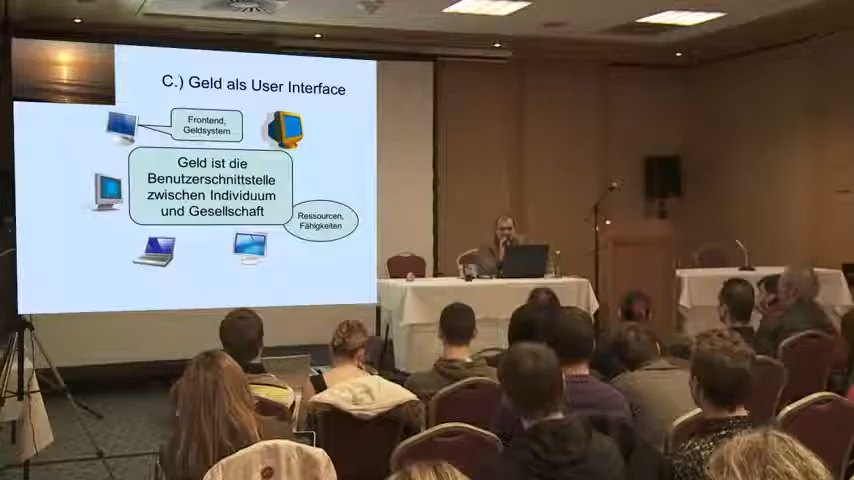 C.) Geld als User Interface
Frontend,
Geldsystem
Geld ist die
Benutzerschnittstelle
zwischen Individuum
und Gesellschaft
Ressourcen,
Fähigkeiten